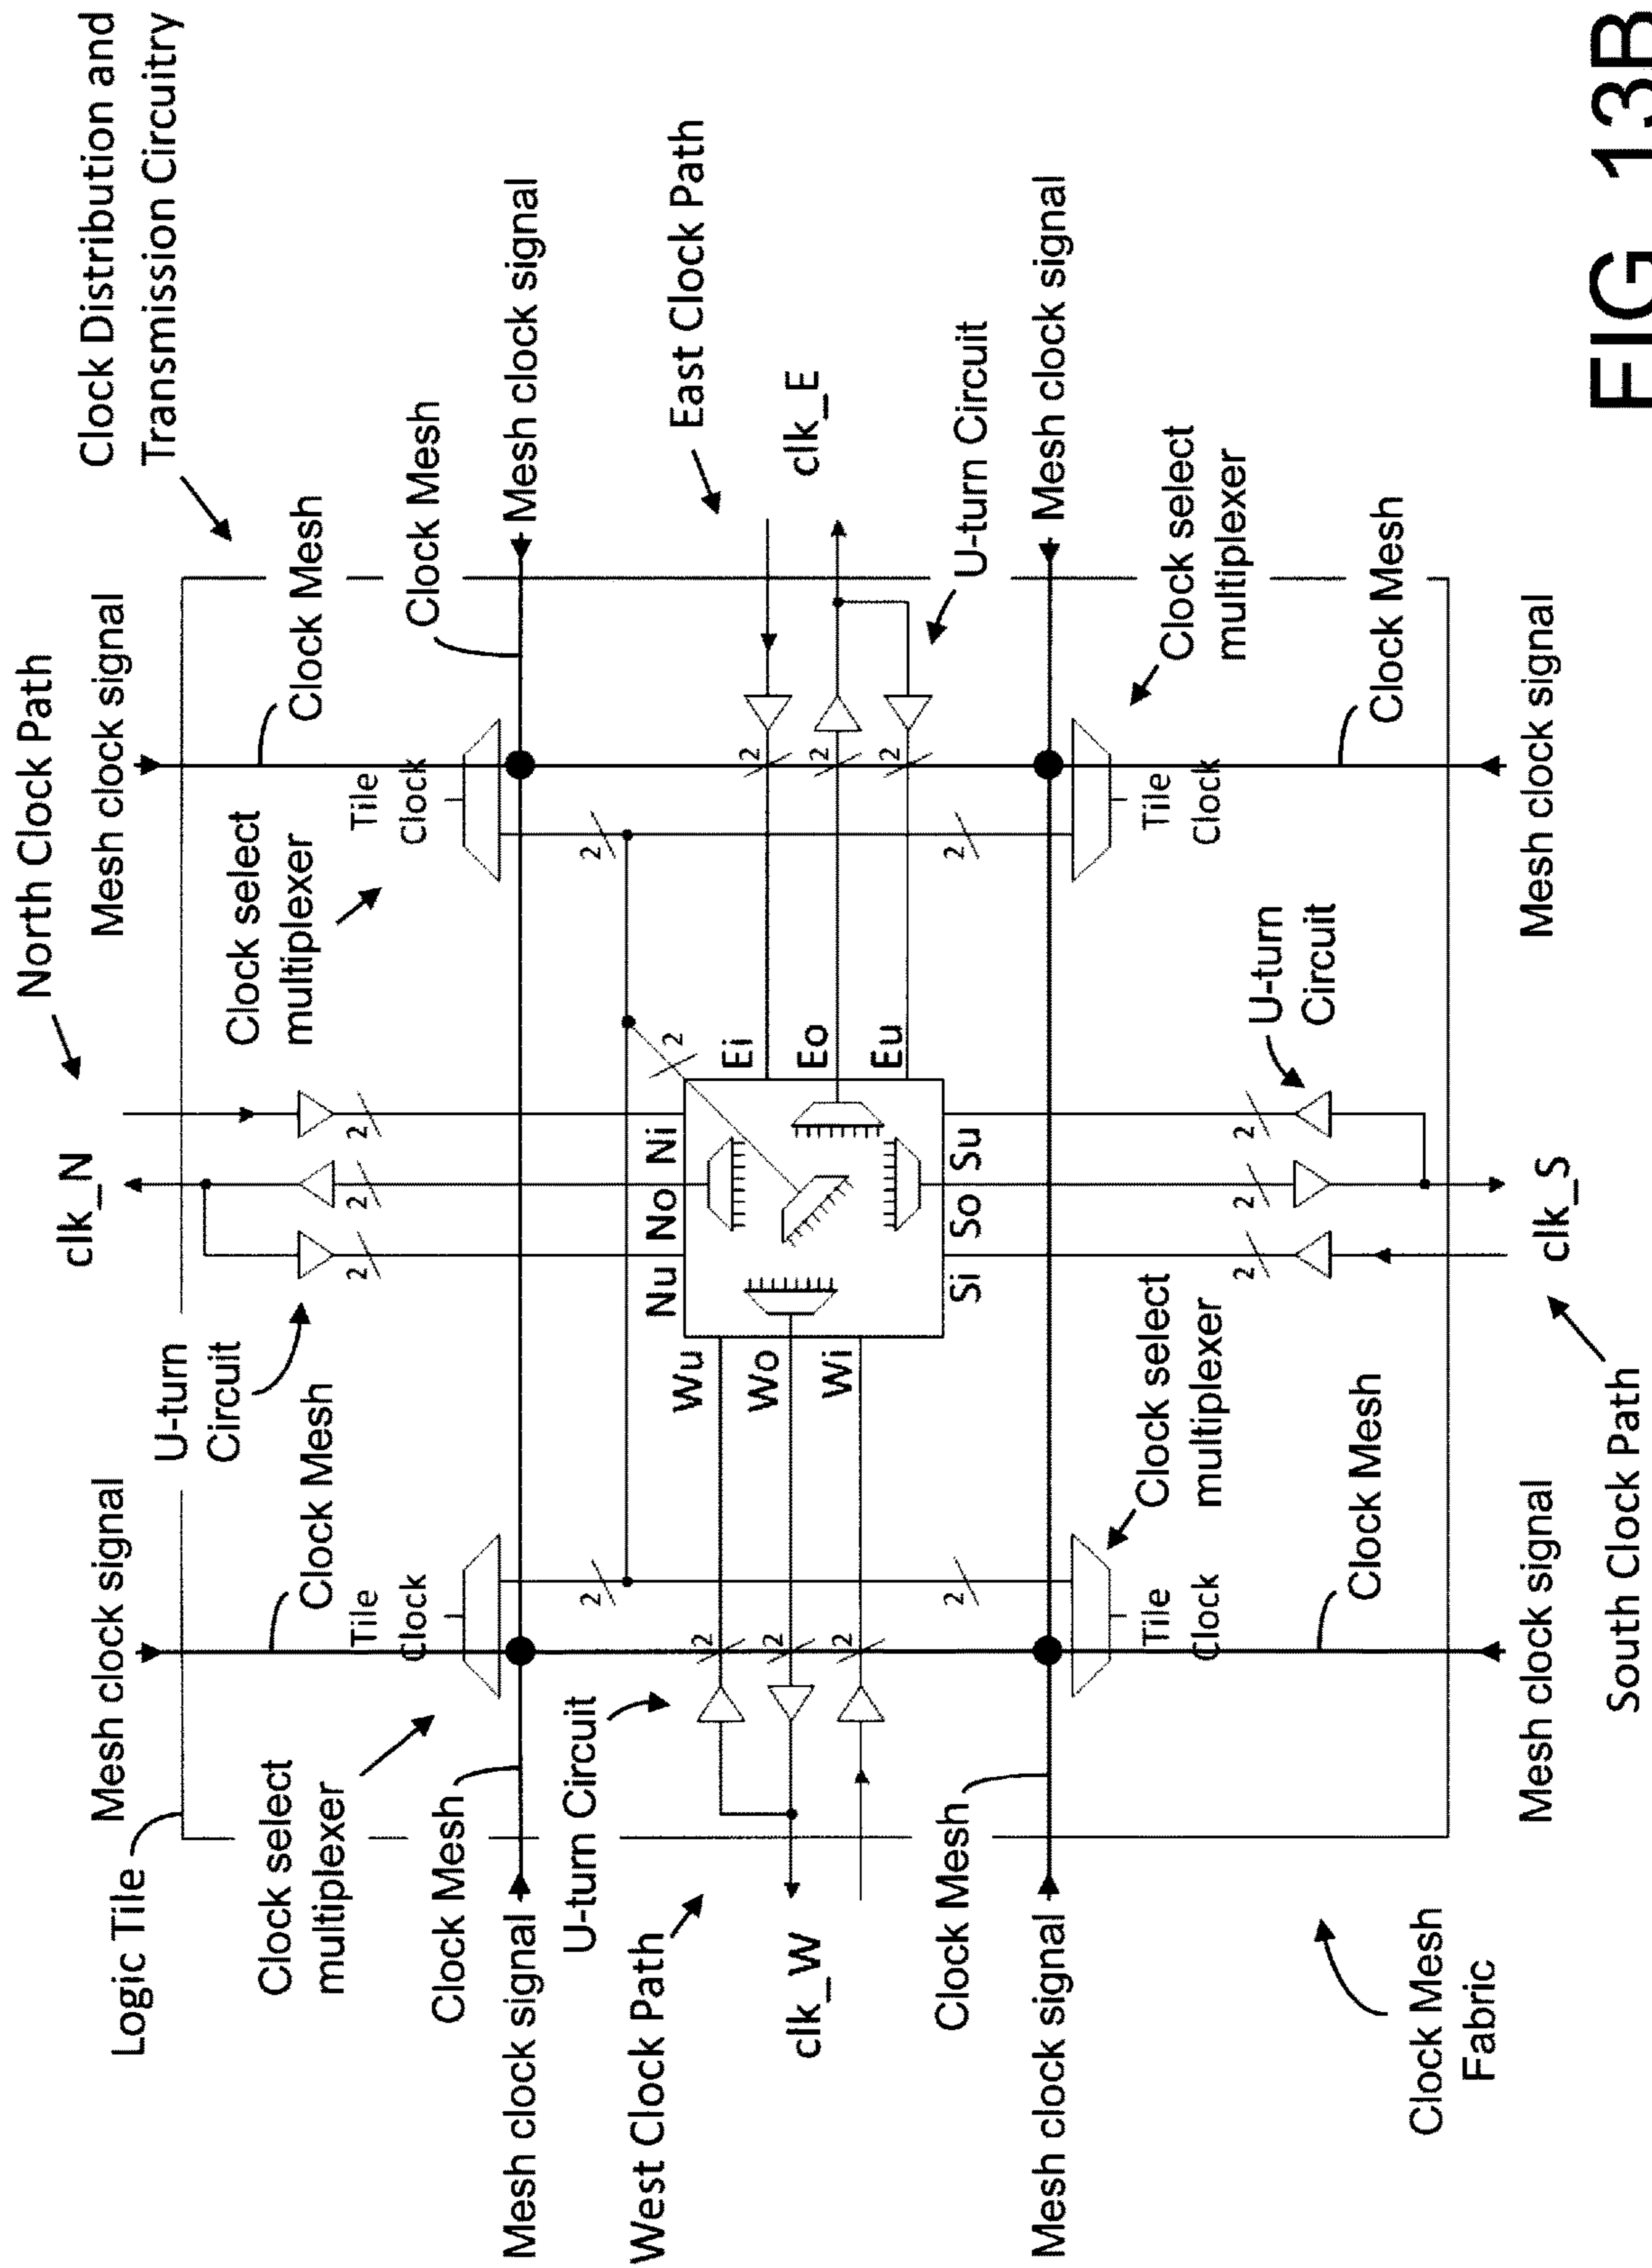 North Clock Path
clk_N
Clock Distribution and
Transmission Circuitry
Logic Tile
Mesh clock signal
Mesh clock signal
U-turn
Circuit
Clock Mesh
Clock Mesh
Clock select
multiplexer
Clock select
multiplexer
Tile
Clock
Tile
Clock
Clock Mesh
Clock Mesh
Mesh clock signal
Mesh clock signal
2
2
2
2
2
2
2
U-turn Circuit
West Clock Path
East Clock Path
Nu No Ni
Wu
Wo
Wi
Ei
Eo
Eu
2
2
2
2
2
2
clk_W
clk_E
U-turn Circuit
Si So Su
2
2
Clock Mesh
Mesh clock signal
Mesh clock signal
Tile
Clock
Tile
Clock
Clock select
multiplexer
Clock select
multiplexer
2
2
2
U-turn
Circuit
Clock Mesh
Clock Mesh
Clock Mesh
Fabric
Mesh clock signal
Mesh clock signal
clk_S
South Clock Path
FIG 13B